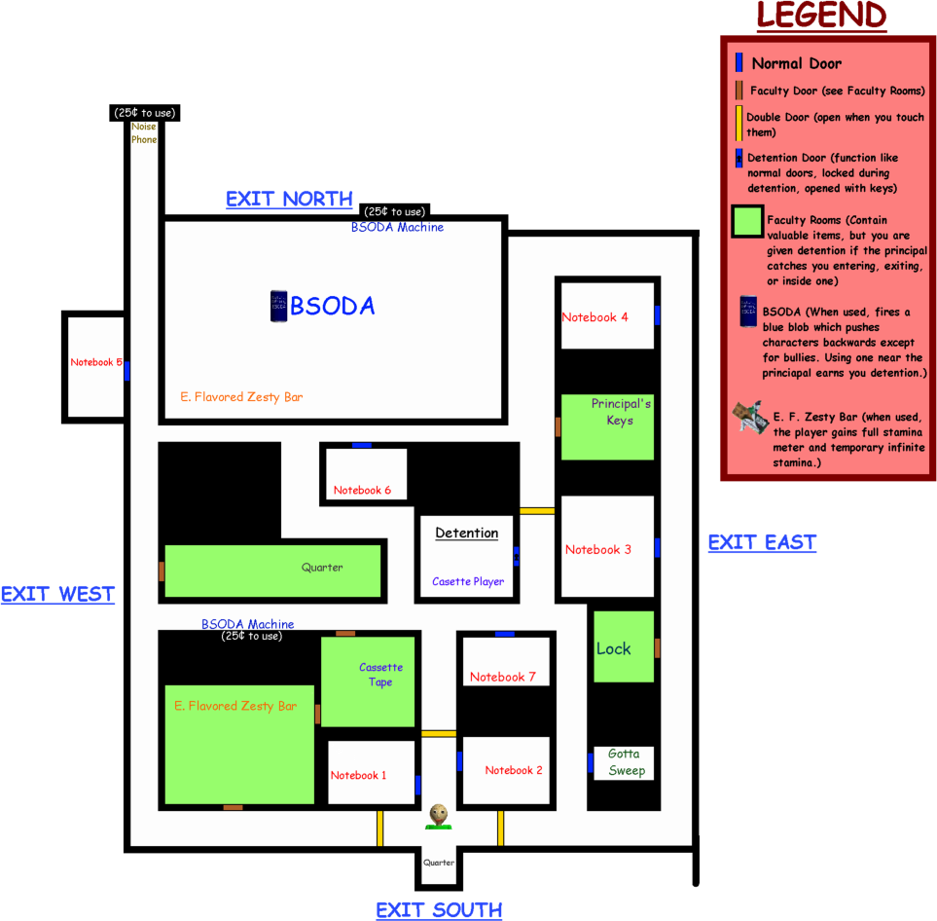 LEGEND
Normal Door
Faculty Door (see Faculty Rooms)
Double Door (open when you touch
them)
Detention Door (function like
normal doors, locked during
detention, opened with keys)
Faculty Rooms (Contain
valuable items, but you are
given detention if the principal
catches you entering, exiting,
or inside one)
BSODA (When used, fires a
blue blob which pushes
characters backwards except
for bullies. Using one near the
princiapal earns you detention.)
E. F. Zesty Bar (when used,
the player gains full stamina
meter and temporary infinite
stamina.)
(25¢ to use)
Noise
Phone
EXIT NORTH
(25¢ to use)
BSODA Machine
BSODA
Notebook 4
Notebook 5
E. Flavored Zesty Bar
Principal's
Keys
Notebook 6
Detention
Notebook 3
EXIT EAST
Quarter
Casette Player
EXIT WEST
BSODA Machine
(25¢ to use)
Lock
Cassette
Tape
Notebook 7
E. Flavored Zesty Bar
Notebook 1
Notebook 2
Gotta
Sweep
Quarter
EXIT SOUTH